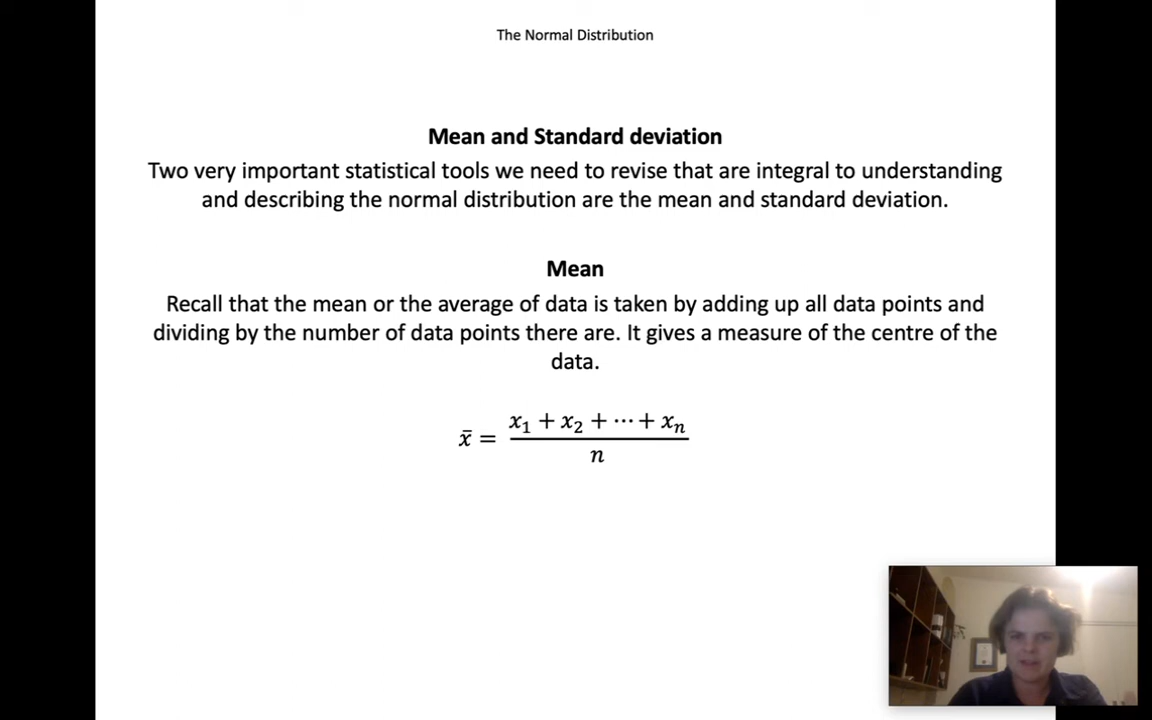 The Normal Distribution
Mean and Standard deviation
Two very important statistical tools we need to revise that are integral to understanding
and describing the normal distribution are the mean and standard deviation.
Mean
Recall that the mean or the average of data is taken by adding up all data points and
dividing by the number of data points there are. It gives a measure of the centre of the
data.
x̄ = (x₁ + x₂ + ⋯ + xₙ) / n